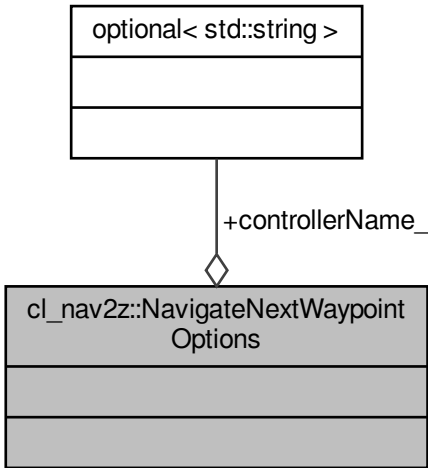 optional< std::string >
+controllerName_
cl_nav2z::NavigateNextWaypoint
Options